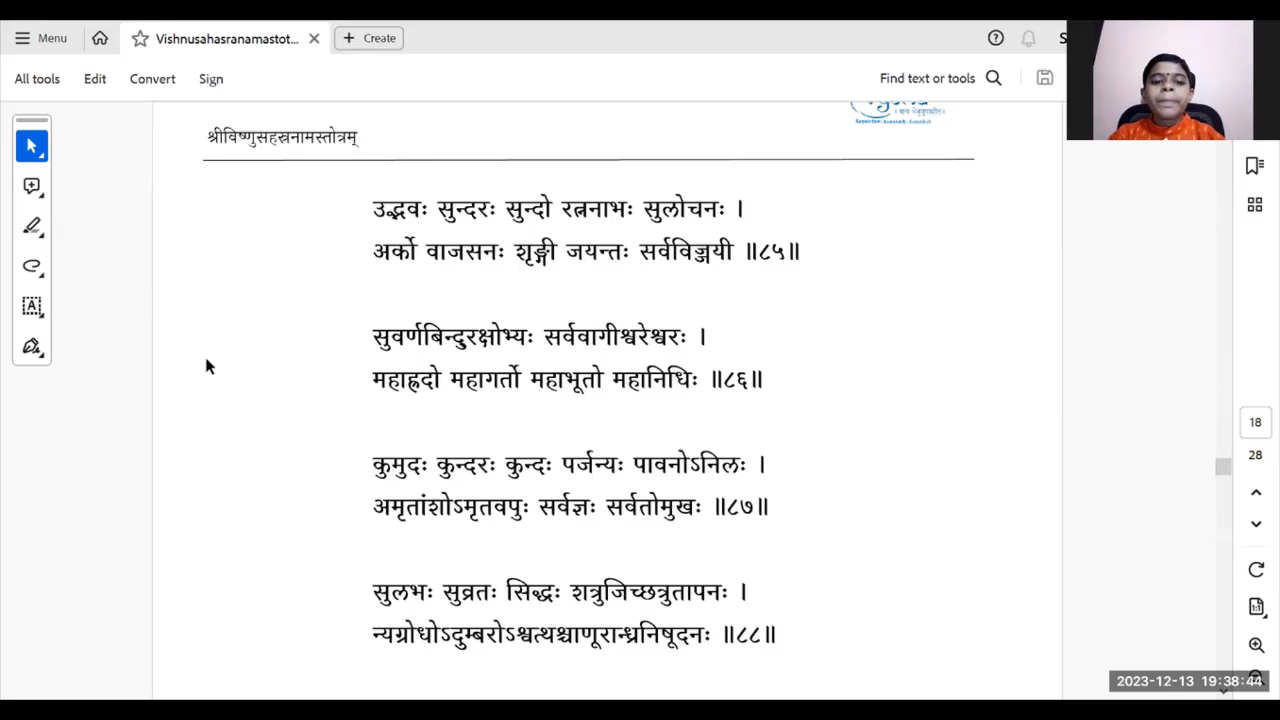 Menu
Vishnusahasranamastot...
Create
All tools
Edit
Convert
Sign
Find text or tools
श्रीविष्णुसहस्रनामस्तोत्रम्
उद्भवः सुन्दरः सुन्दो रत्ननाभः सुलोचनः ।
अर्को वाजसनः शृङ्गी जयन्तः सर्वविज्जयी ॥८५॥
सुवर्णबिन्दुरक्षोभ्यः सर्ववागीश्वरेश्वरः ।
महाह्रदो महागर्तो महाभूतो महानिधिः ॥८६॥
कुमुदः कुन्दरः कुन्दः पर्जन्यः पावनोऽनिलः ।
अमृतांशोऽमृतवपुः सर्वज्ञः सर्वतोमुखः ॥८७॥
सुलभः सुव्रतः सिद्धः शत्रुजिच्छत्रुतापनः ।
न्यग्रोधोऽदुम्बरोऽश्वत्थश्चाणूरान्ध्रनिषूदनः ॥८८॥
18
28
2023-12-13 19:38:44